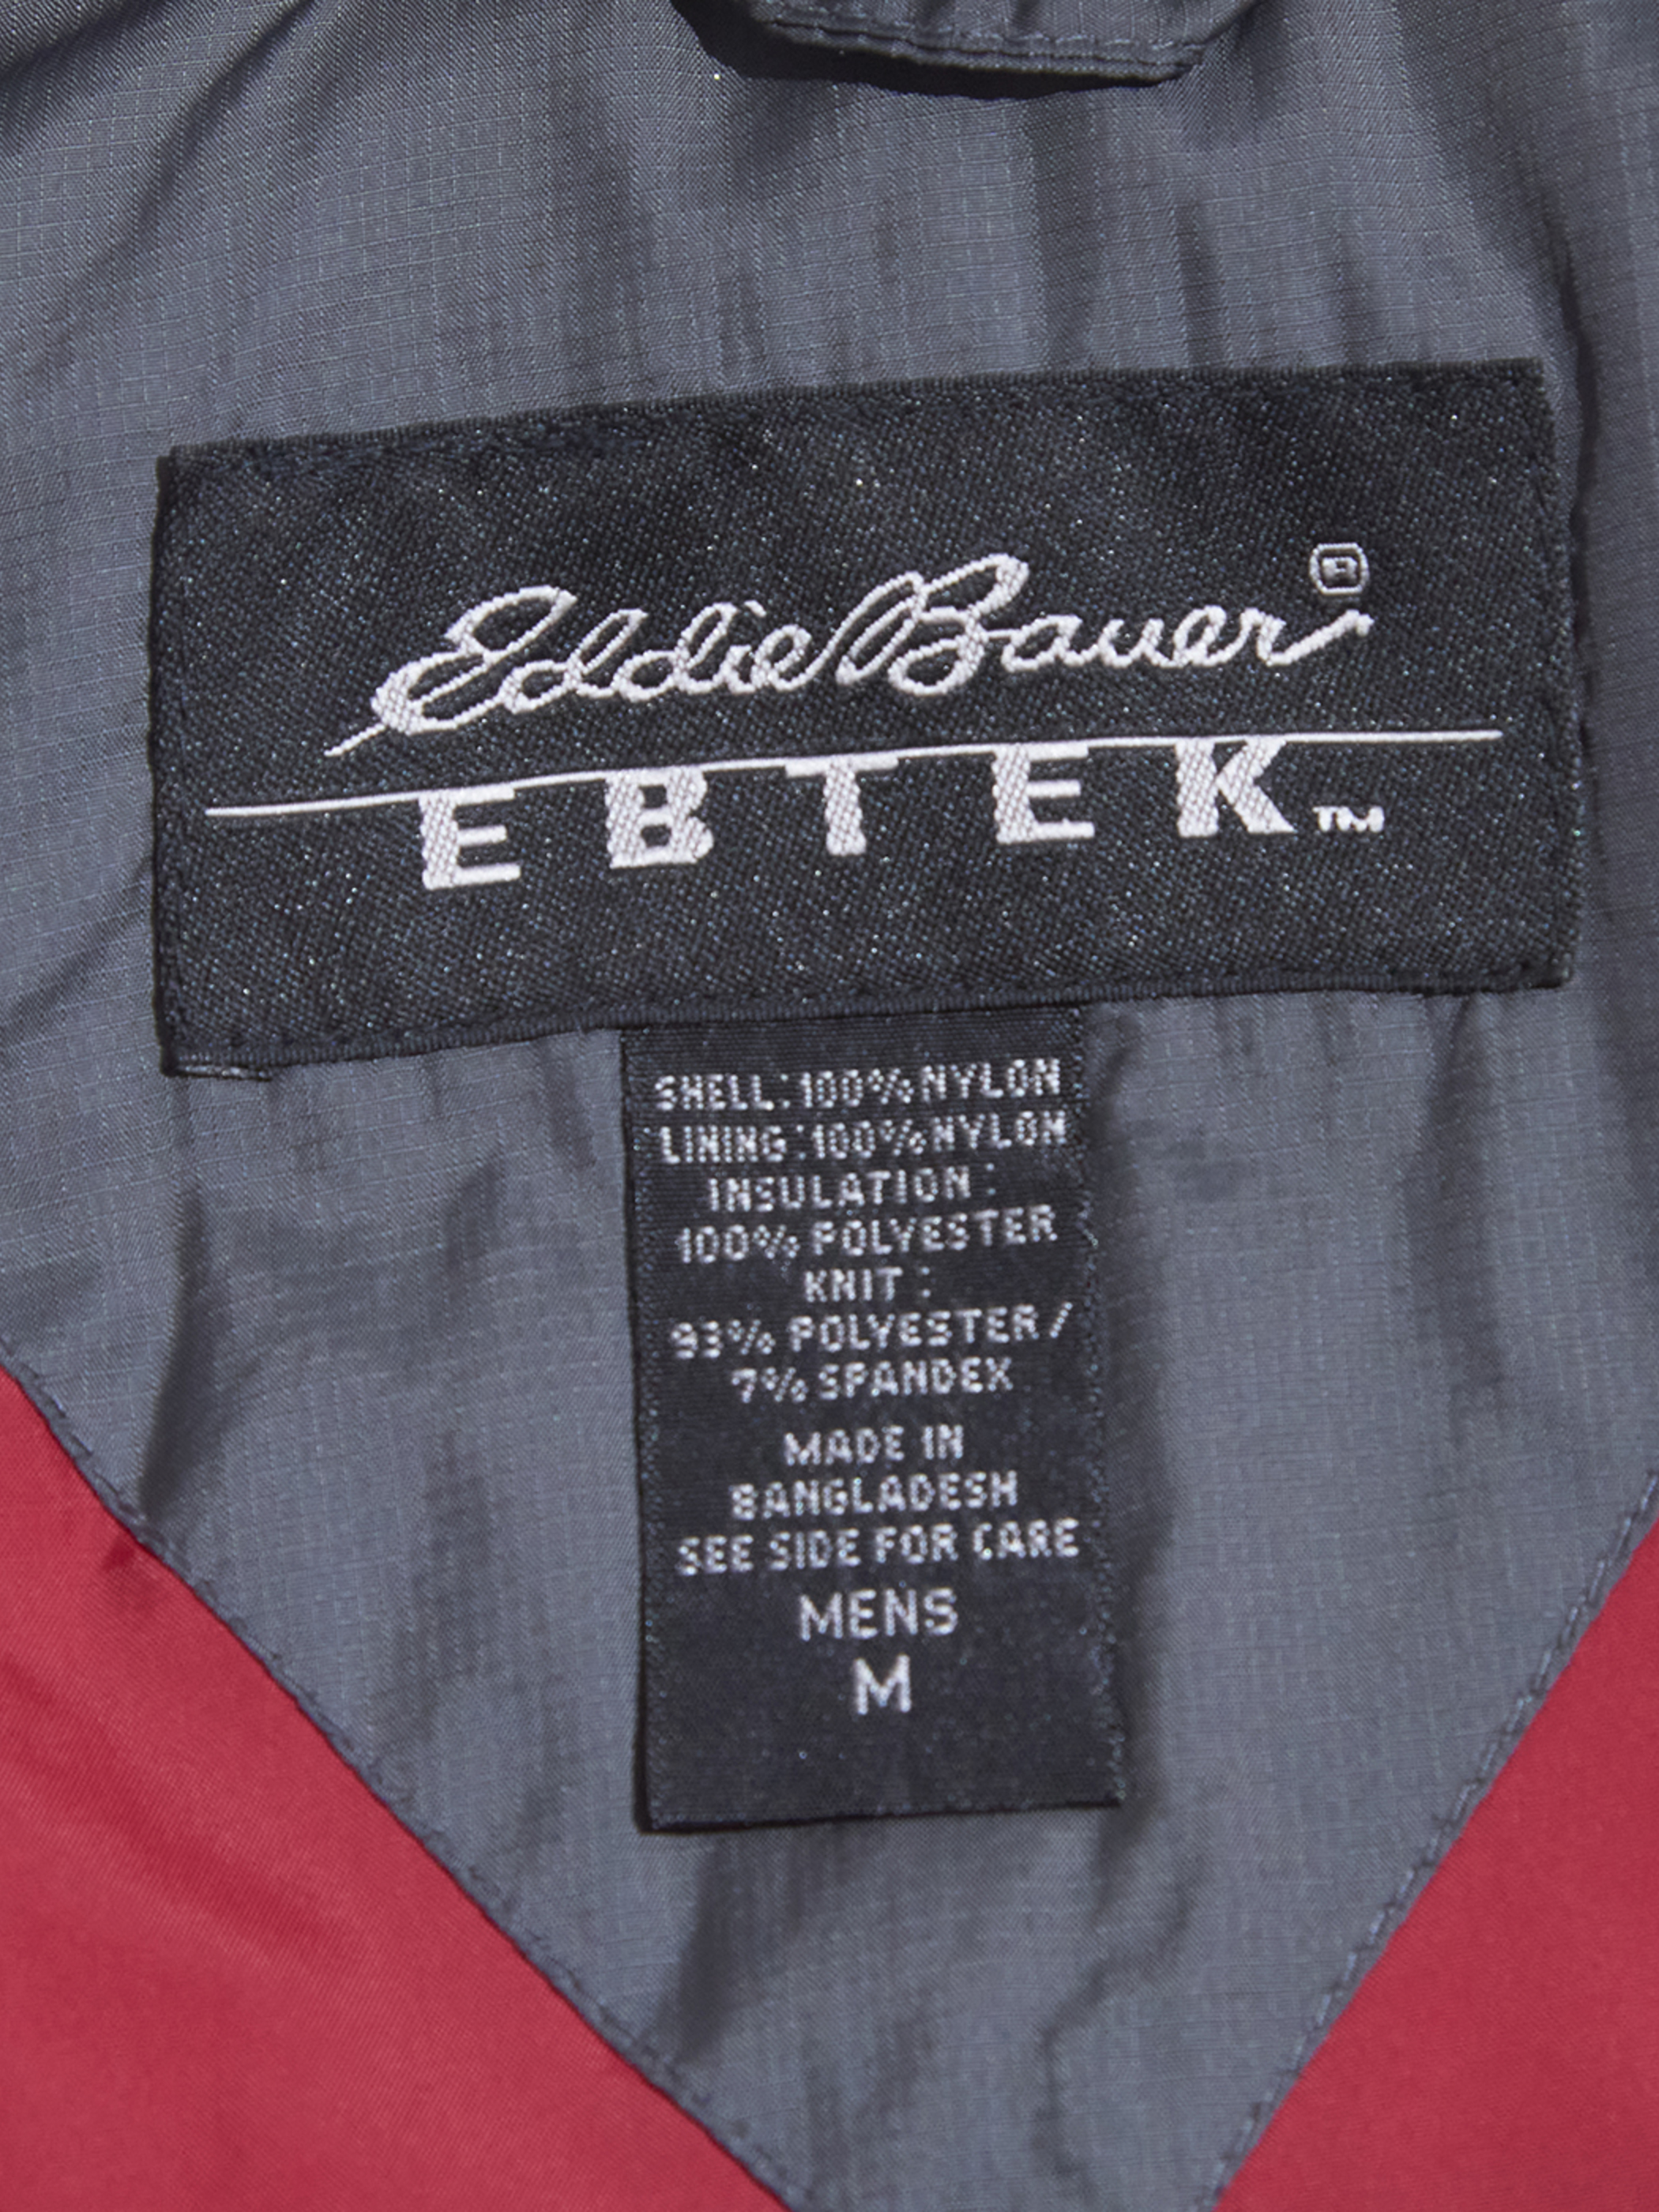 Eddie Bauer®
EBTEK™
SHELL:100%NYLON
LINING:100%NYLON
INSULATION:
100% POLYESTER
KNIT:
93% POLYESTER/
7% SPANDEX
MADE IN
BANGLADESH
SEE SIDE FOR CARE
MENS
M